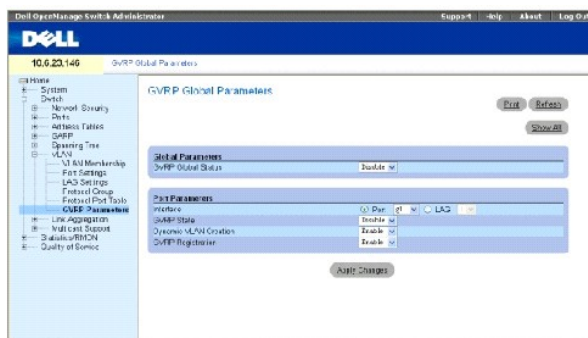 Dell OpenManage Switch Administrator
Support Help About Log Out
DELL
10.6.23.146
GVRP Global Parameters
Home
System
Switch
Network Security
Ports
Address Tables
GARP
Spanning Tree
VLAN
VLAN Membership
Port Settings
LAG Settings
Protocol Group
Protocol Port Table
GVRP Parameters
Link Aggregation
Multicast Support
Statistics/RMON
Quality of Service
GVRP Global Parameters
Print Refresh
Show All
Global Parameters
GVRP Global Status Disable
Port Parameters
Interface Port g1 LAG
GVRP State Disable
Dynamic VLAN Creation Enable
GVRP Registration Enable
Apply Changes